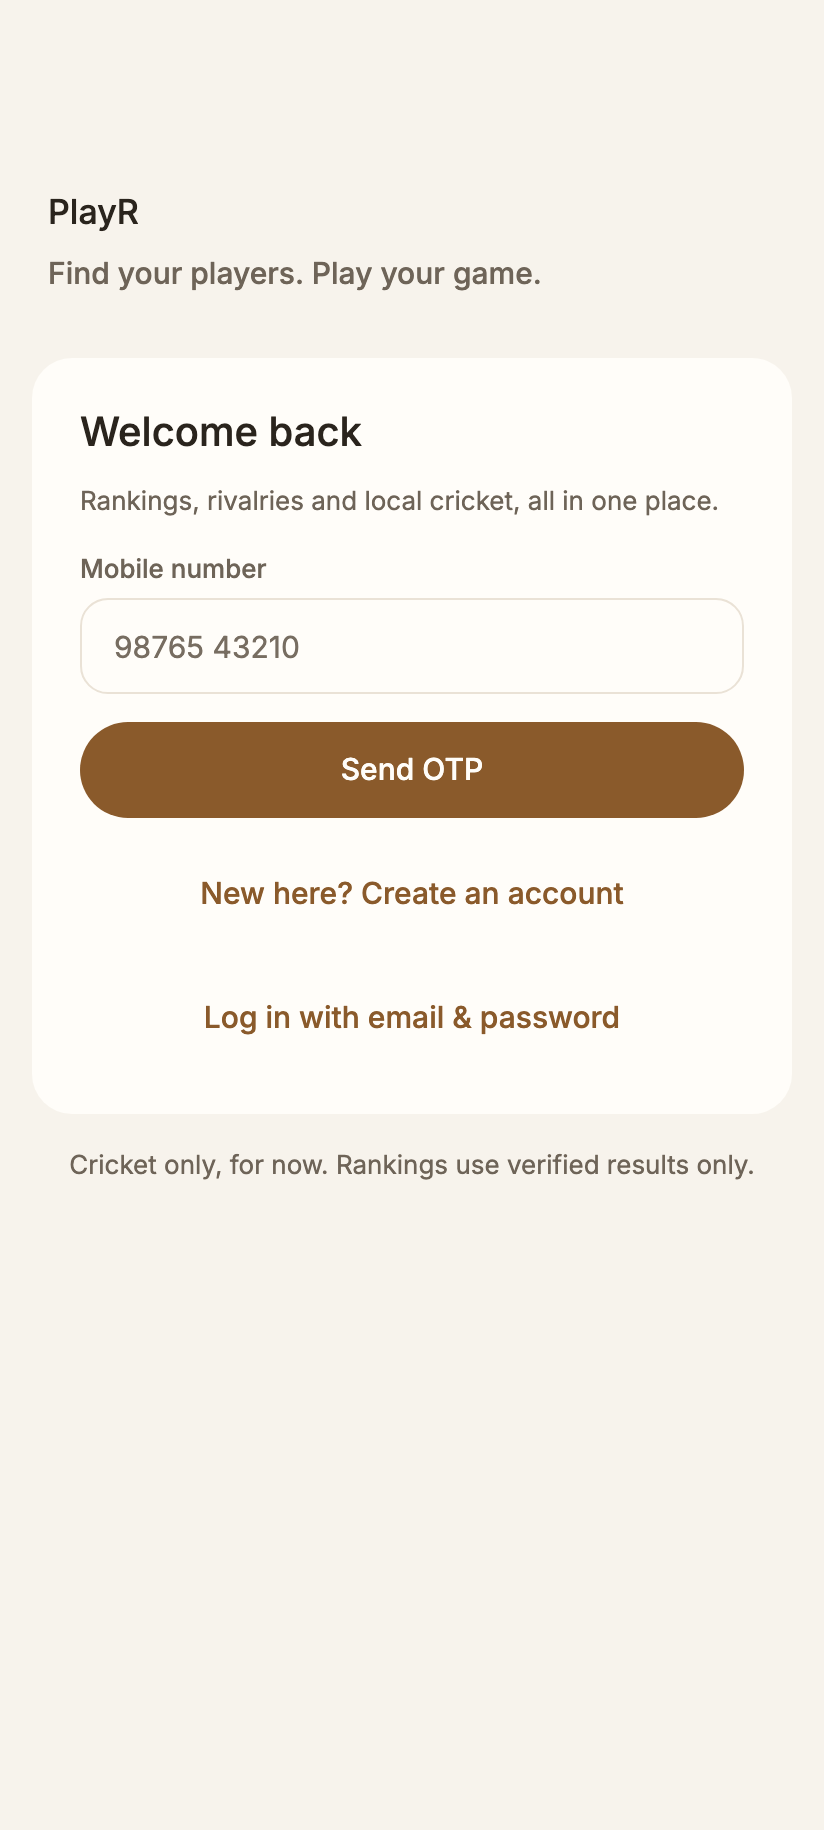 PlayR
Find your players. Play your game.
Welcome back
Rankings, rivalries and local cricket, all in one place.
Mobile number
98765 43210
Send OTP
New here? Create an account
Log in with email & password
Cricket only, for now. Rankings use verified results only.